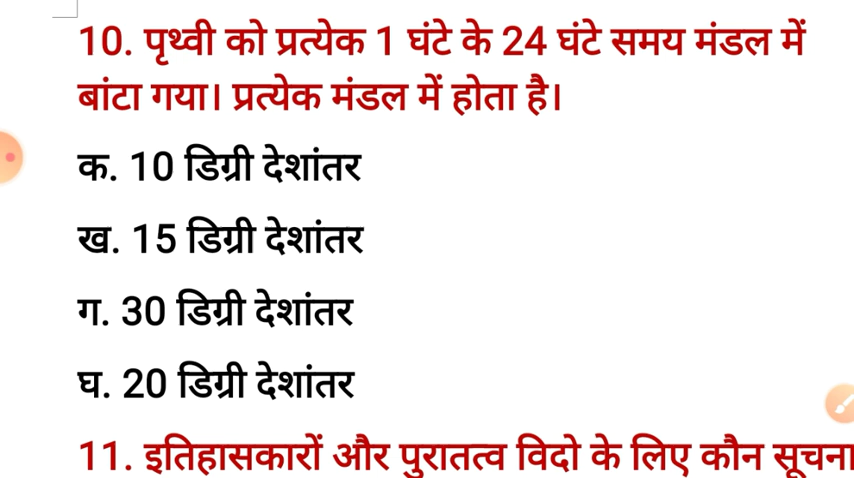 10. पृथ्वी को प्रत्येक 1 घंटे के 24 घंटे समय मंडल में
बांटा गया। प्रत्येक मंडल में होता है।
क. 10 डिग्री देशांतर
ख. 15 डिग्री देशांतर
ग. 30 डिग्री देशांतर
घ. 20 डिग्री देशांतर
11. इतिहासकारों और पुरातत्व विदो के लिए कौन सूचना